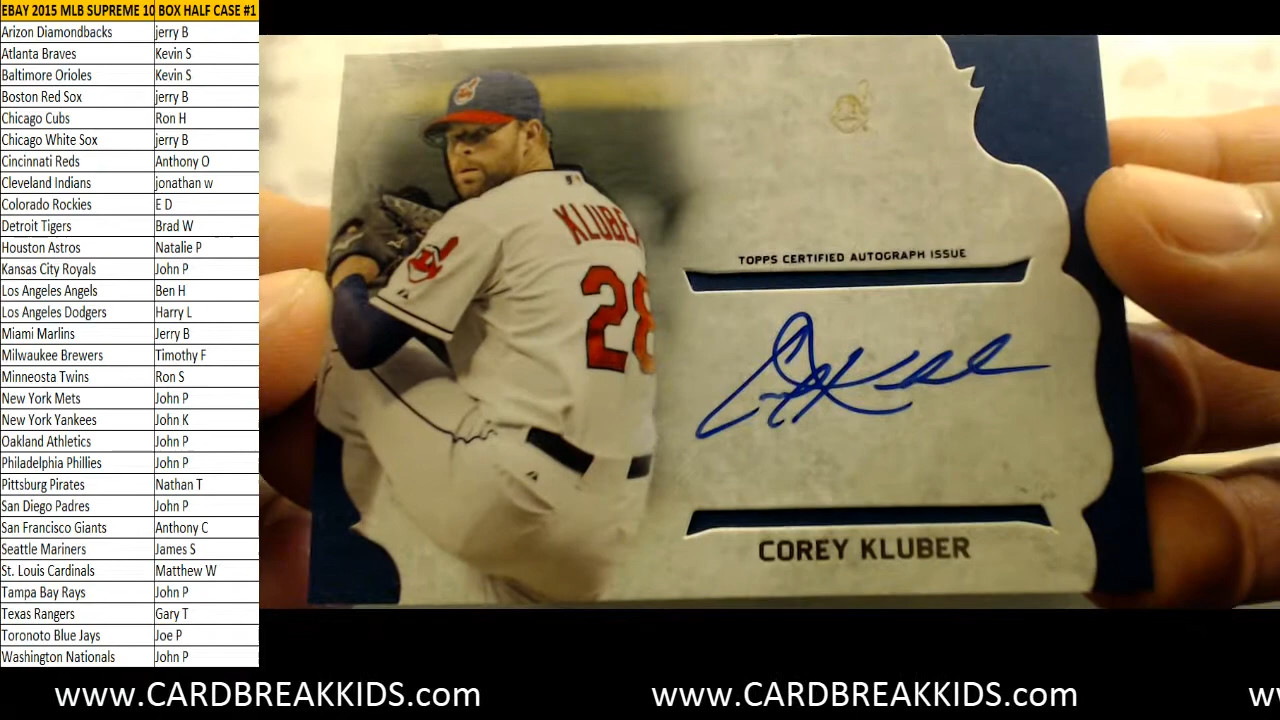 EBAY 2015 MLB SUPREME 10 BOX HALF CASE #1
Arizon Diamondbacks jerry B
Atlanta Braves Kevin S
Baltimore Orioles Kevin S
Boston Red Sox jerry B
Chicago Cubs Ron H
Chicago White Sox jerry B
Cincinnati Reds Anthony O
Cleveland Indians jonathan w
Colorado Rockies E D
Detroit Tigers Brad W
Houston Astros Natalie P
Kansas City Royals John P
Los Angeles Angels Ben H
Los Angeles Dodgers Harry L
Miami Marlins Jerry B
Milwaukee Brewers Timothy F
Minneosta Twins Ron S
New York Mets John P
New York Yankees John K
Oakland Athletics John P
Philadelphia Phillies John P
Pittsburg Pirates Nathan T
San Diego Padres John P
San Francisco Giants Anthony C
Seattle Mariners James S
St. Louis Cardinals Matthew W
Tampa Bay Rays John P
Texas Rangers Gary T
Toronoto Blue Jays Joe P
Washington Nationals John P
KLUBE
28
TOPPS CERTIFIED AUTOGRAPH ISSUE
COREY KLUBER
www.CARDBREAKKIDS.com www.CARDBREAKKIDS.com